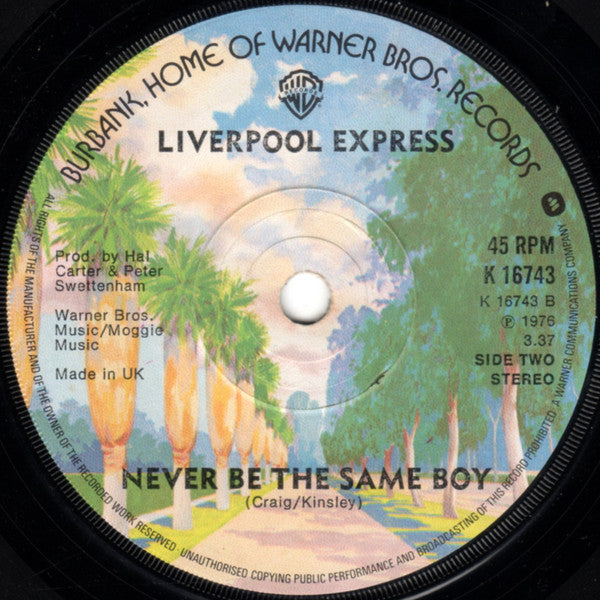 BURBANK, HOME OF WARNER BROS. RECORDS
LIVERPOOL EXPRESS
Prod. by Hal
Carter & Peter
Swettenham
Warner Bros.
Music/Moggie
Music
Made in UK
45 RPM
K 16743
K 16743 B
℗ 1976
3.37
SIDE TWO
STEREO
NEVER BE THE SAME BOY
(Craig/Kinsley)
ALL RIGHTS OF THE MANUFACTURER AND OF THE OWNER OF THE RECORDED WORK RESERVED. UNAUTHORISED COPYING PUBLIC PERFORMANCE AND BROADCASTING OF THIS RECORD PROHIBITED. A WARNER COMMUNICATIONS COMPANY